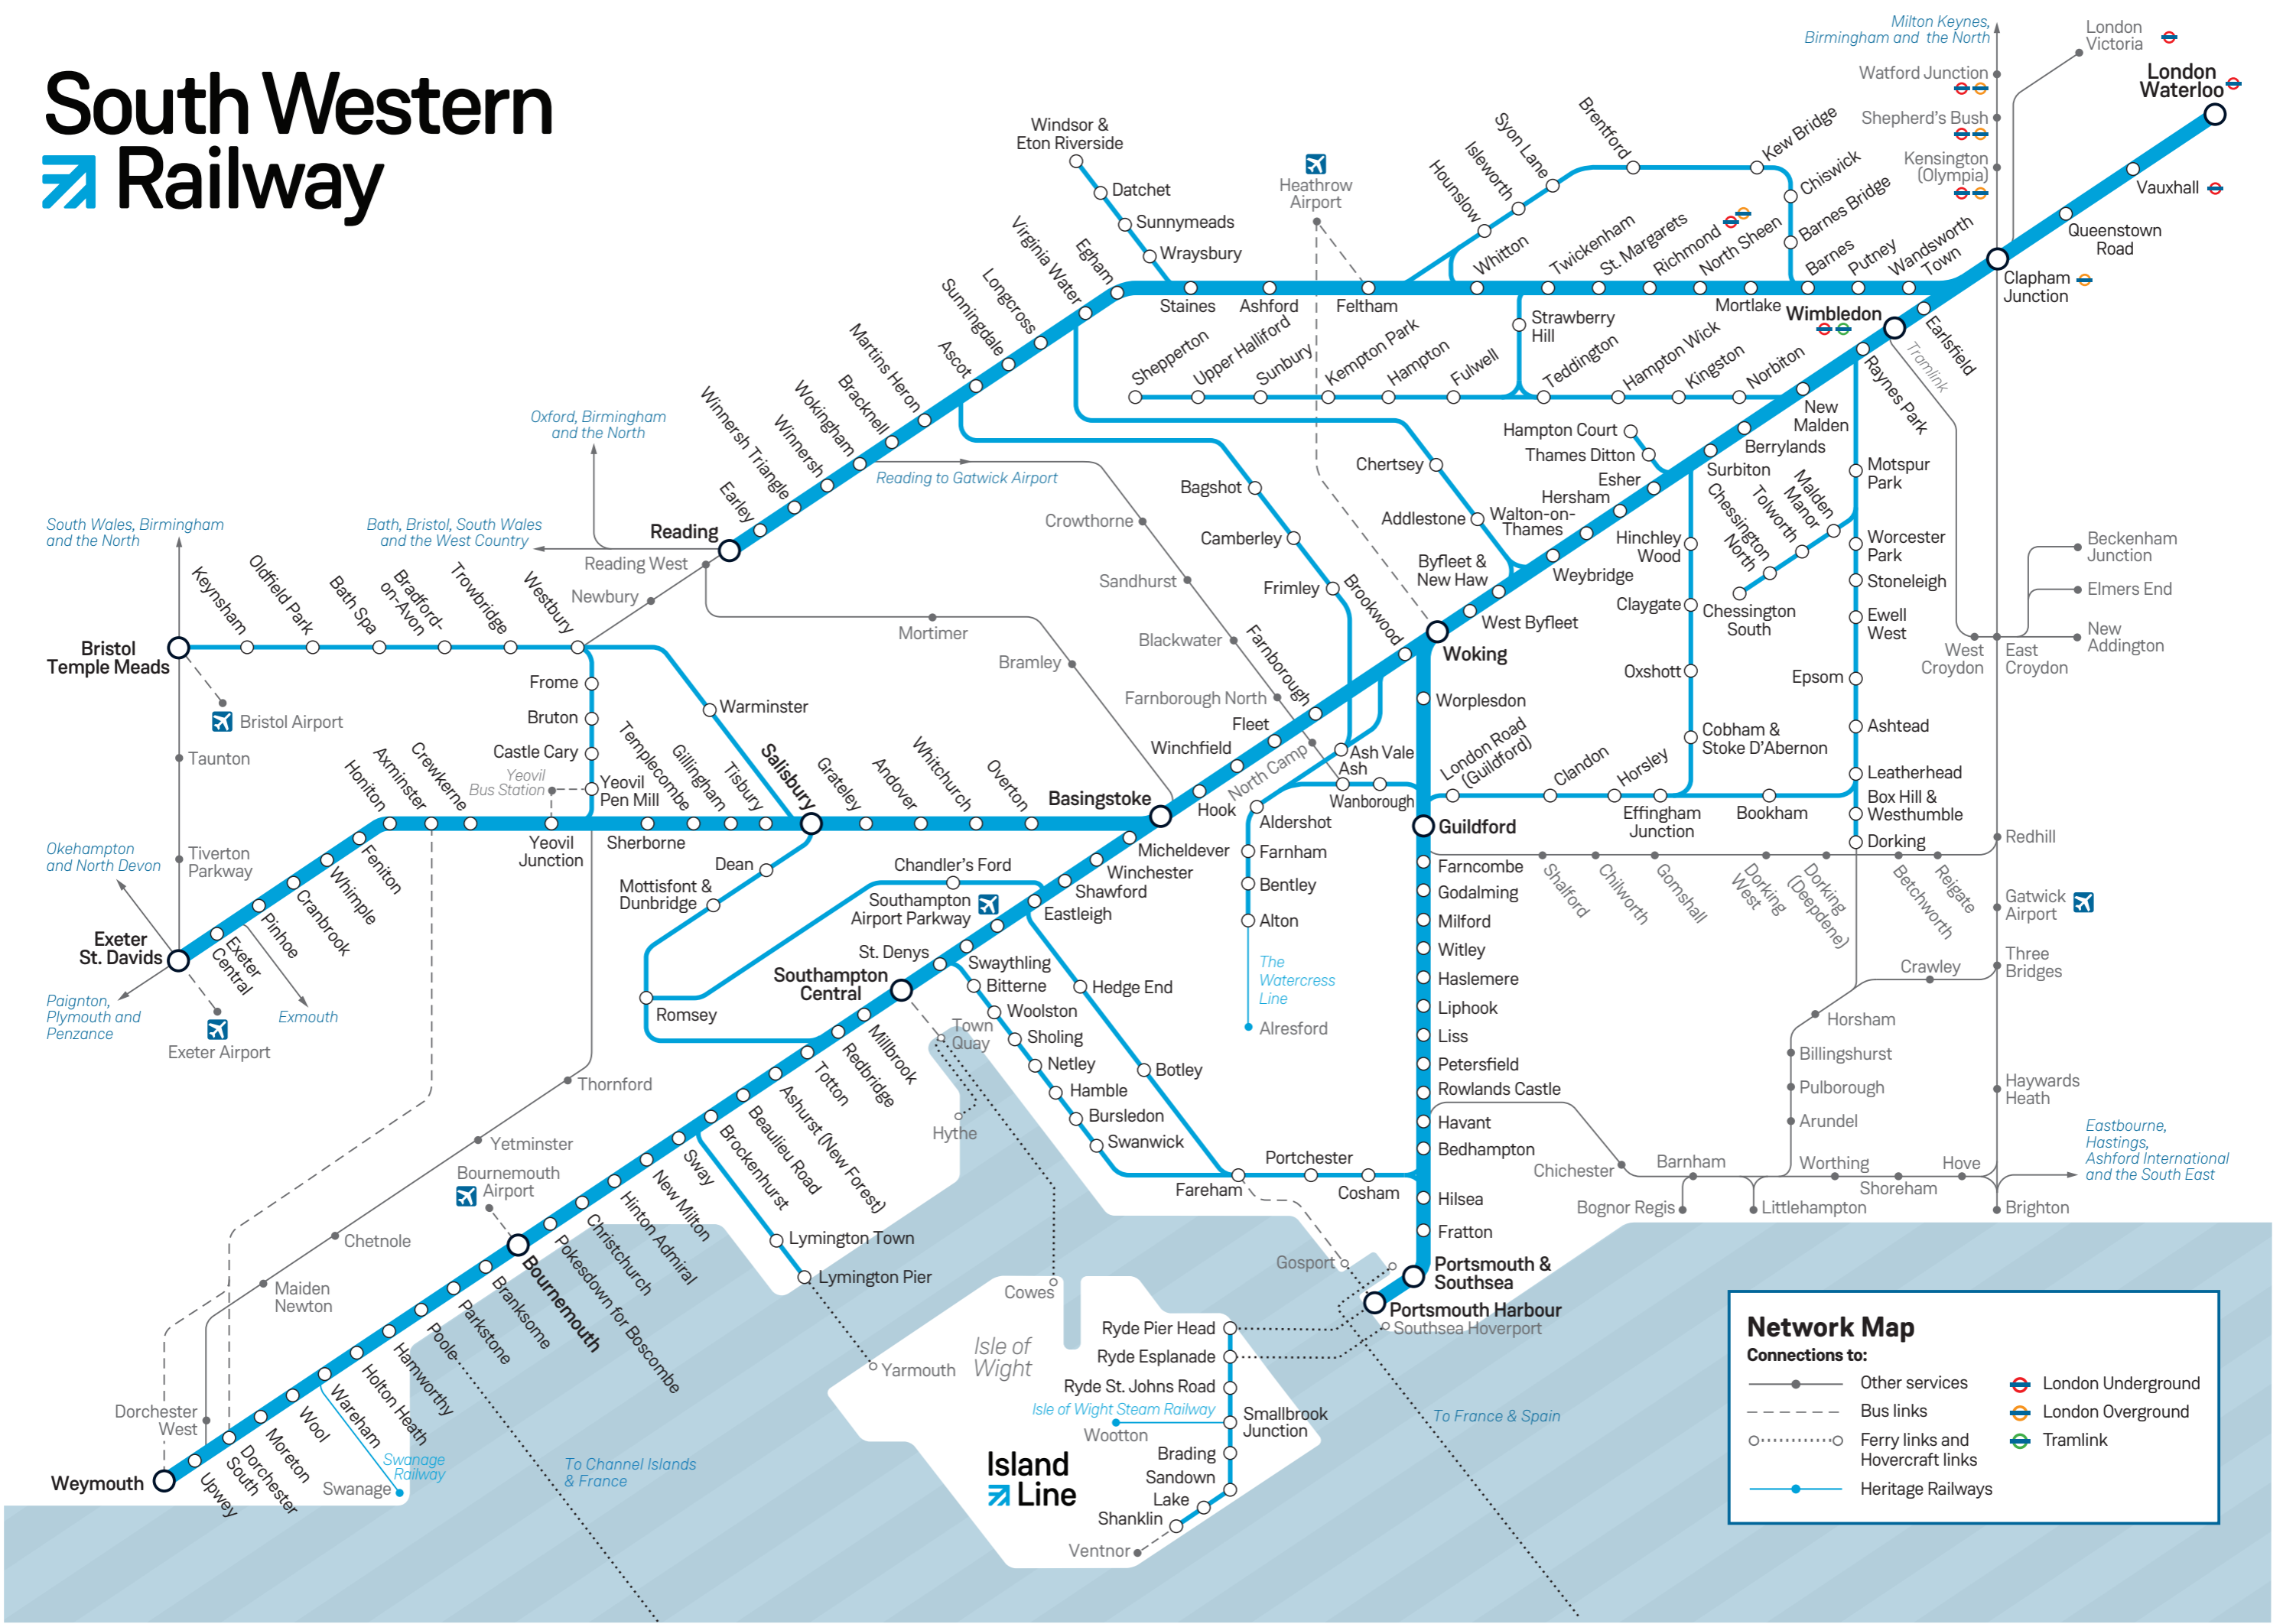 South Western
Railway
Milton Keynes,
Birmingham and the North
London
Victoria
Watford Junction
London
Waterloo
Shepherd's Bush
Kensington
(Olympia)
Vauxhall
Queenstown
Road
Clapham
Junction
Windsor &
Eton Riverside
Datchet
Sunnymeads
Wraysbury
Heathrow
Airport
Hounslow
Isleworth
Syon Lane
Brentford
Kew Bridge
Chiswick
Barnes Bridge
Virginia Water
Egham
Staines
Ashford
Feltham
Whitton
Twickenham
St. Margarets
Richmond
North Sheen
Mortlake
Barnes
Putney
Wandsworth
Town
Wimbledon
Earlsfield
Tramlink
Raynes Park
Strawberry
Hill
Shepperton
Upper Halliford
Sunbury
Kempton Park
Hampton
Fulwell
Teddington
Hampton Wick
Kingston
Norbiton
New
Malden
Berrylands
Surbiton
Longcross
Sunningdale
Ascot
Martins Heron
Bracknell
Wokingham
Winnersh
Winnersh Triangle
Earley
Reading
Oxford, Birmingham
and the North
Reading to Gatwick Airport
Bath, Bristol, South Wales
and the West Country
Reading West
Newbury
Mortimer
Bramley
South Wales, Birmingham
and the North
Keynsham
Oldfield Park
Bath Spa
Bradford-
on-Avon
Trowbridge
Westbury
Bristol
Temple Meads
Bristol Airport
Taunton
Tiverton
Parkway
Frome
Bruton
Castle Cary
Yeovil
Bus Station
Yeovil
Pen Mill
Warminster
Crowthorne
Sandhurst
Blackwater
Farnborough North
North Camp
Bagshot
Camberley
Frimley
Chertsey
Addlestone
Hampton Court
Thames Ditton
Esher
Hersham
Walton-on-
Thames
Weybridge
Byfleet &
New Haw
West Byfleet
Woking
Brookwood
Farnborough
Fleet
Winchfield
Hook
Basingstoke
Hinchley
Wood
Claygate
Oxshott
Cobham &
Stoke D'Abernon
Chessington
North
Tolworth
Malden
Manor
Chessington
South
Motspur
Park
Worcester
Park
Stoneleigh
Ewell
West
Epsom
Ashtead
Leatherhead
Box Hill &
Westhumble
Dorking
Beckenham
Junction
Elmers End
New
Addington
West
Croydon
East
Croydon
Worplesdon
London Road
(Guildford)
Clandon
Horsley
Effingham
Junction
Bookham
Ash Vale
Ash
Wanborough
Guildford
Aldershot
Farnham
Bentley
Alton
The
Watercress
Line
Alresford
Farncombe
Godalming
Milford
Witley
Haslemere
Liphook
Liss
Petersfield
Rowlands Castle
Havant
Bedhampton
Hilsea
Fratton
Portsmouth &
Southsea
Portsmouth Harbour
Southsea Hoverport
Shalford
Chilworth
Gomshall
Dorking
West
Dorking
(Deepdene)
Betchworth
Reigate
Redhill
Gatwick
Airport
Three
Bridges
Crawley
Horsham
Billingshurst
Pulborough
Arundel
Haywards
Heath
Eastbourne,
Hastings,
Ashford International
and the South East
Chichester
Barnham
Worthing
Shoreham
Hove
Bognor Regis
Littlehampton
Brighton
Honiton
Axminster
Crewkerne
Yeovil
Junction
Sherborne
Templecombe
Gillingham
Tisbury
Salisbury
Grateley
Andover
Whitchurch
Overton
Okehampton
and North Devon
Exeter
St. Davids
Exeter
Central
Pinhoe
Cranbrook
Whimple
Feniton
Paignton,
Plymouth and
Penzance
Exmouth
Exeter Airport
Dean
Mottisfont &
Dunbridge
Romsey
Chandler's Ford
Southampton
Airport Parkway
Micheldever
Winchester
Shawford
Eastleigh
St. Denys
Swaythling
Southampton
Central
Bitterne
Woolston
Sholing
Netley
Hamble
Bursledon
Swanwick
Hedge End
Botley
Fareham
Portchester
Cosham
Gosport
Town
Quay
Hythe
Millbrook
Redbridge
Totton
Ashurst (New Forest)
Beaulieu Road
Brockenhurst
Sway
New Milton
Hinton Admiral
Christchurch
Pokesdown for Boscombe
Bournemouth
Bournemouth
Airport
Branksome
Parkstone
Poole
Hamworthy
Holton Heath
Wareham
Wool
Moreton
Dorchester
South
Upwey
Weymouth
Thornford
Yetminster
Chetnole
Maiden
Newton
Dorchester
West
Swanage
Railway
Swanage
Lymington Town
Lymington Pier
Yarmouth
Cowes
Isle of
Wight
To Channel Islands
& France
To France & Spain
Ryde Pier Head
Ryde Esplanade
Ryde St. Johns Road
Isle of Wight Steam Railway
Wootton
Smallbrook
Junction
Brading
Sandown
Lake
Shanklin
Ventnor
Island
Line
Network Map
Connections to:
Other services
Bus links
Ferry links and
Hovercraft links
Heritage Railways
London Underground
London Overground
Tramlink